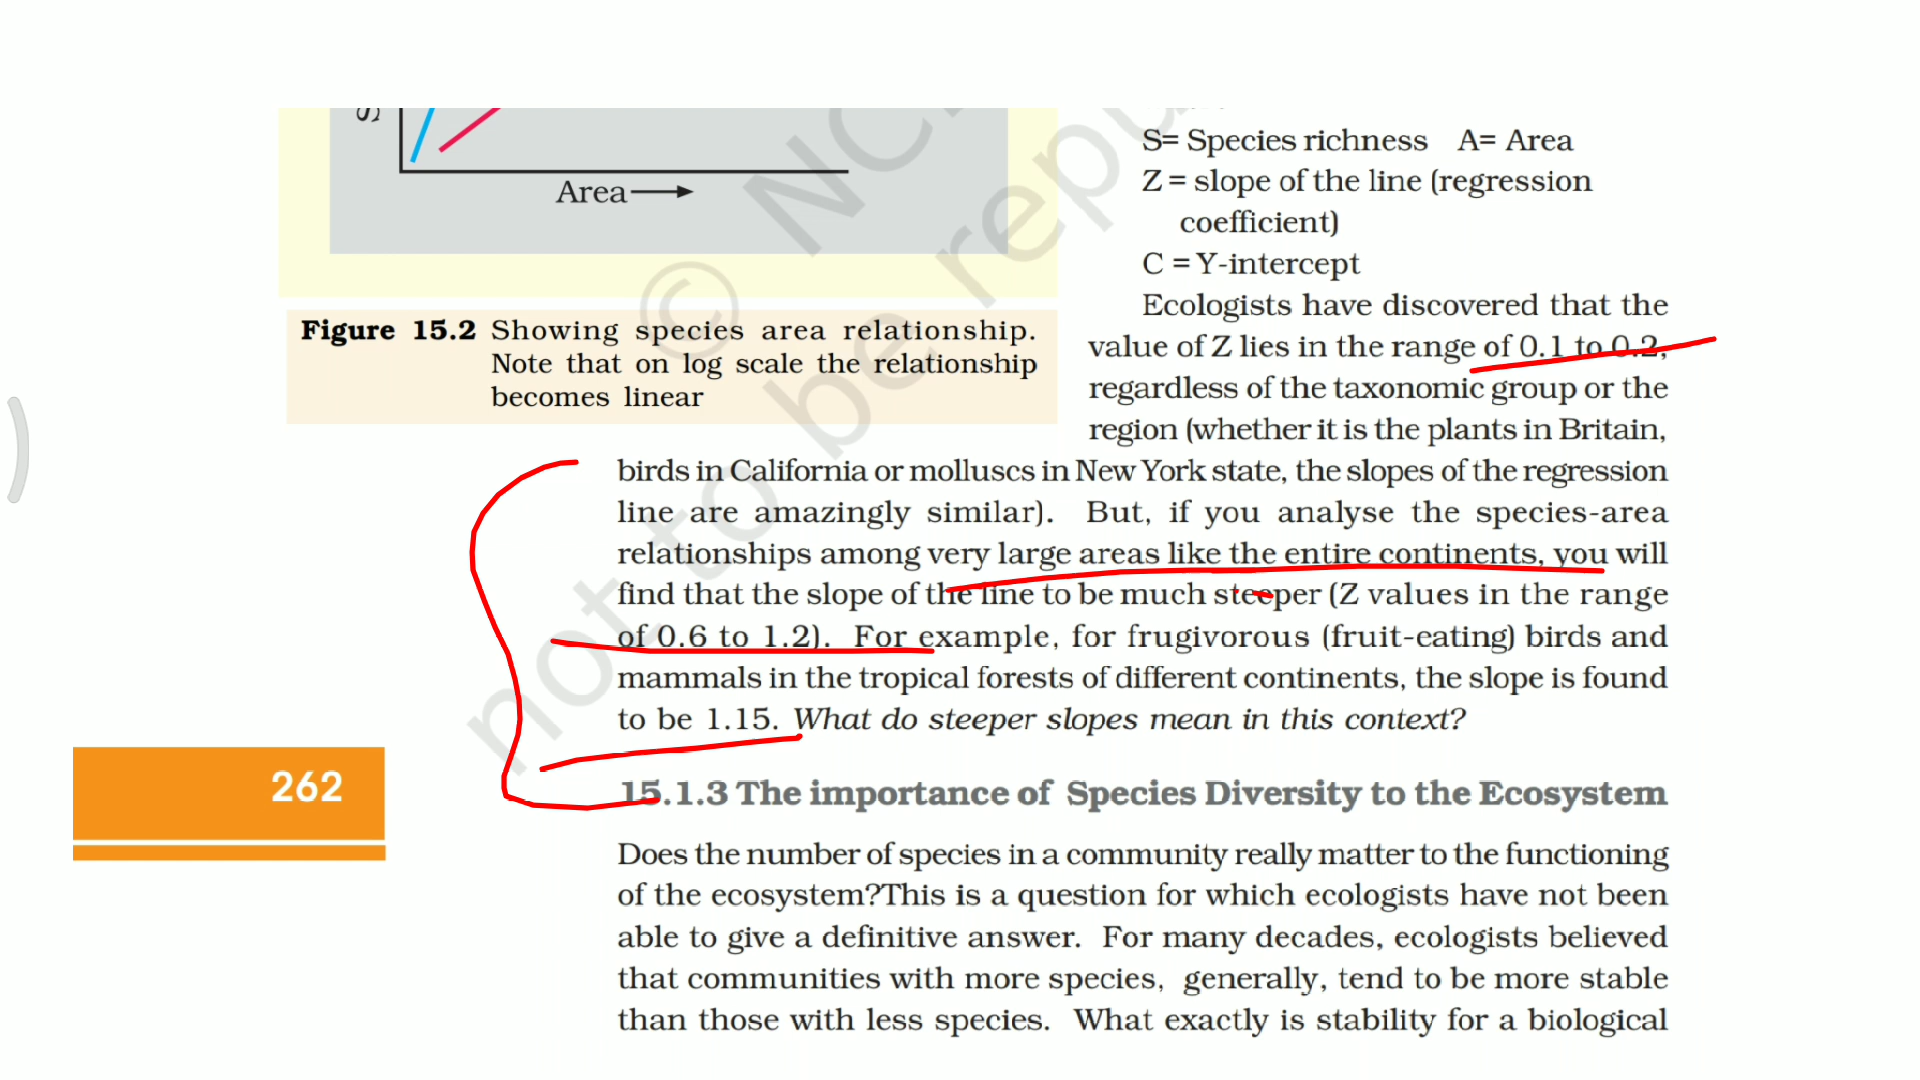 S
Area
Figure 15.2 Showing species area relationship.
Note that on log scale the relationship
becomes linear
S= Species richness A= Area
Z = slope of the line (regression
coefficient)
C = Y-intercept
Ecologists have discovered that the
value of Z lies in the range of 0.1 to 0.2,
regardless of the taxonomic group or the
region (whether it is the plants in Britain,
birds in California or molluscs in New York state, the slopes of the regression
line are amazingly similar). But, if you analyse the species-area
relationships among very large areas like the entire continents, you will
find that the slope of the line to be much steeper (Z values in the range
of 0.6 to 1.2). For example, for frugivorous (fruit-eating) birds and
mammals in the tropical forests of different continents, the slope is found
to be 1.15. What do steeper slopes mean in this context?
262
15.1.3 The importance of Species Diversity to the Ecosystem
Does the number of species in a community really matter to the functioning
of the ecosystem?This is a question for which ecologists have not been
able to give a definitive answer. For many decades, ecologists believed
that communities with more species, generally, tend to be more stable
than those with less species. What exactly is stability for a biological
© NC
not to be repu